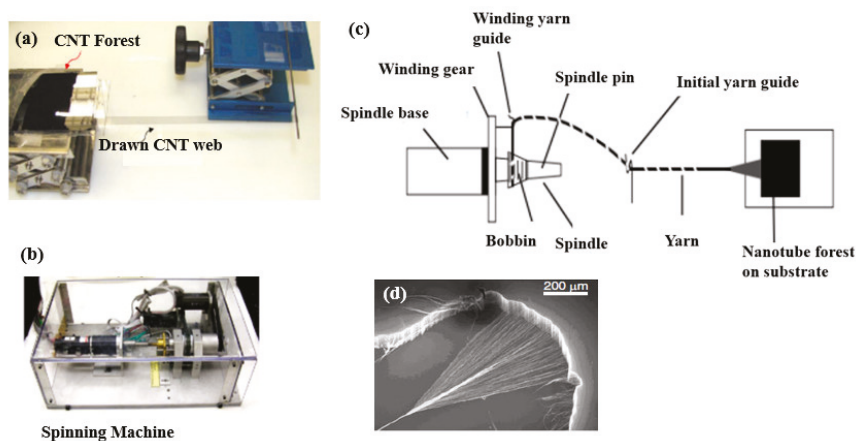 (a)
CNT Forest
Drawn CNT web
(b)
Spinning Machine
(c)
Winding yarn
guide
Winding gear
Spindle pin
Initial yarn guide
Spindle base
Bobbin
Spindle
Yarn
Nanotube forest
on substrate
(d)
200 µm